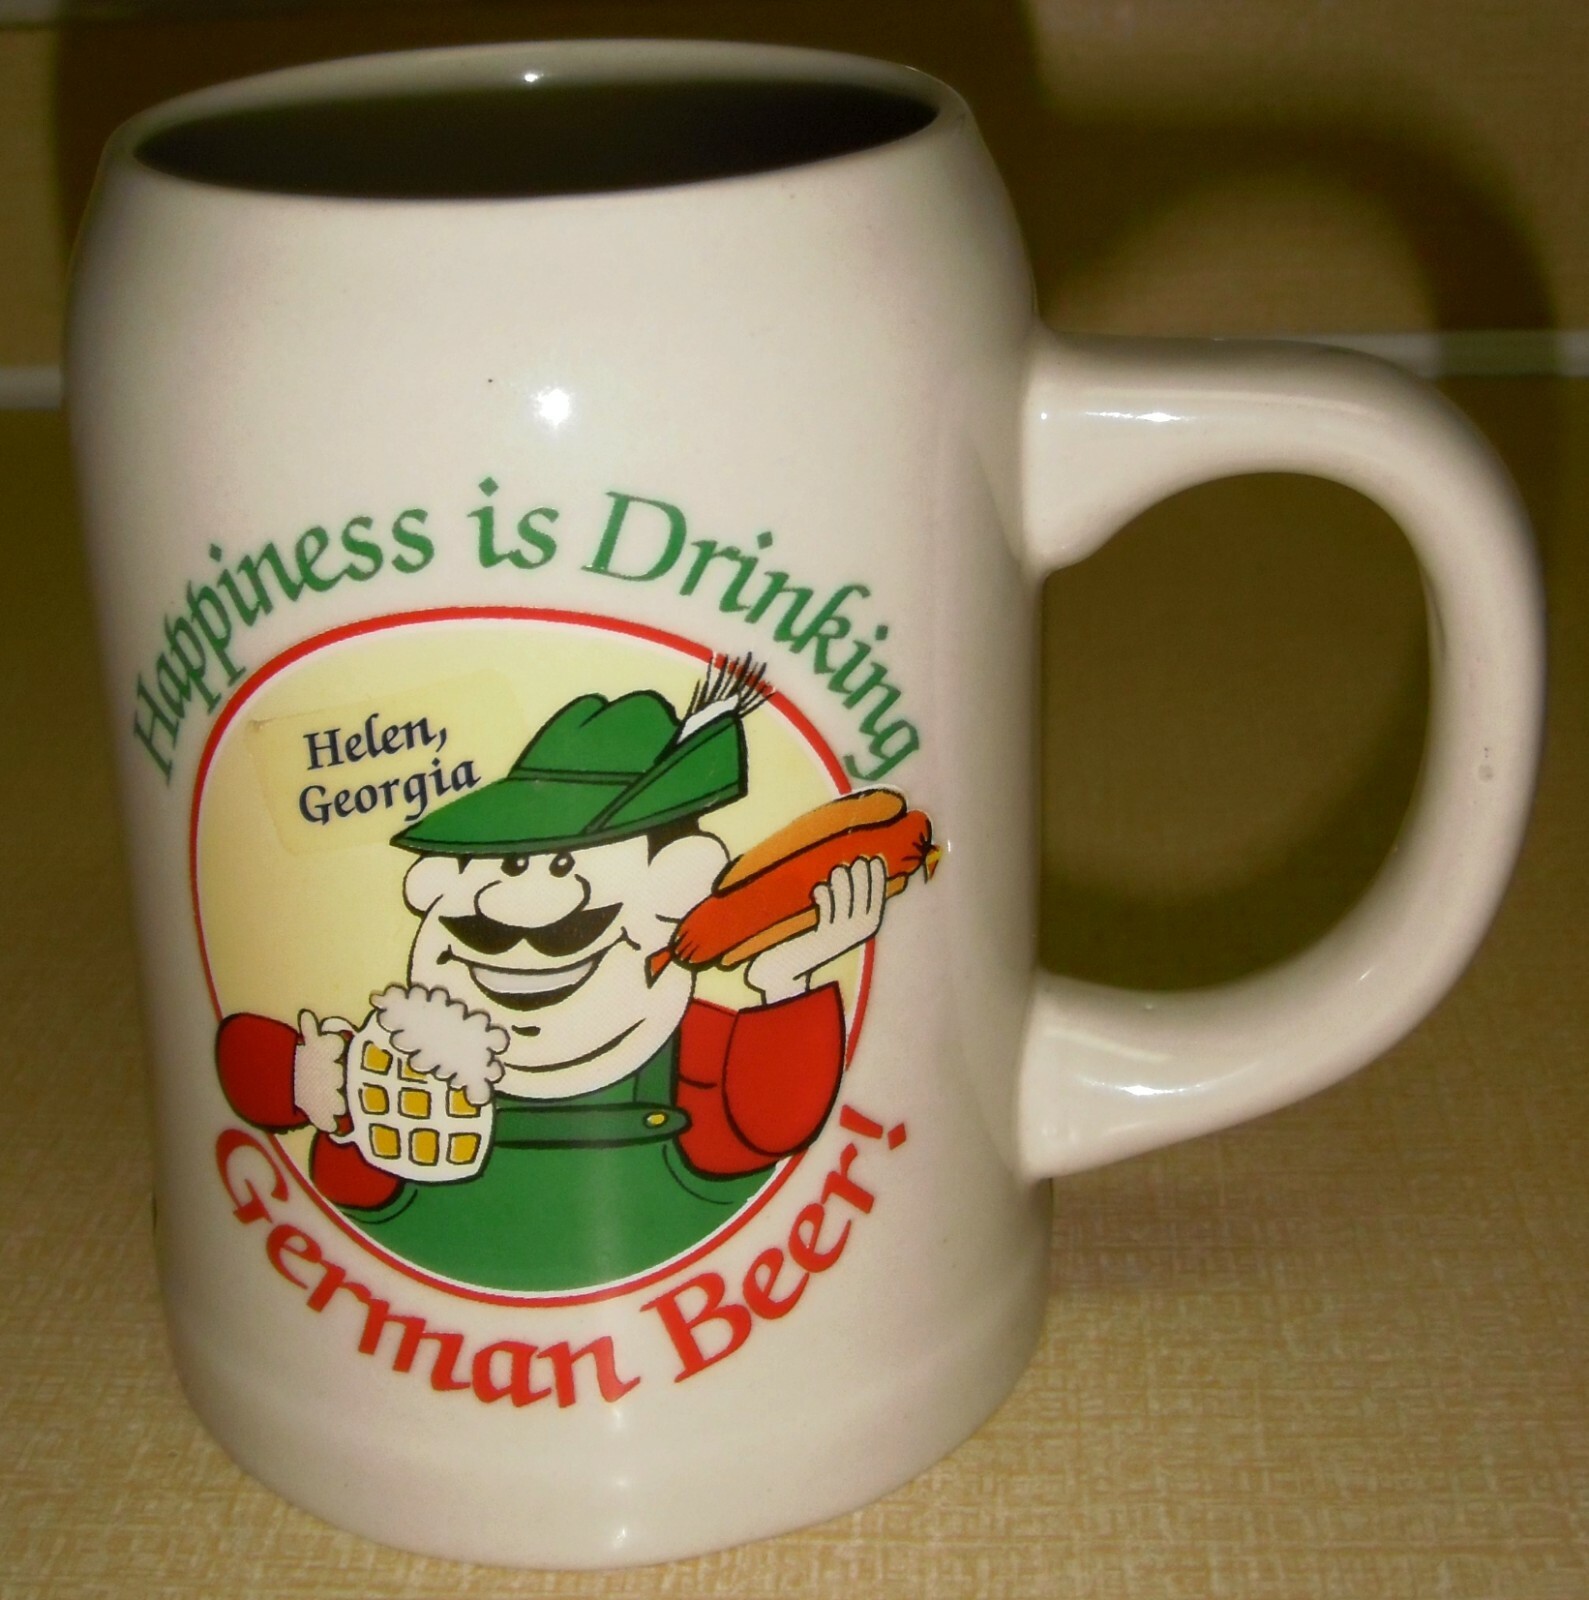 Happiness is Drinking
Helen,
Georgia
German Beer!